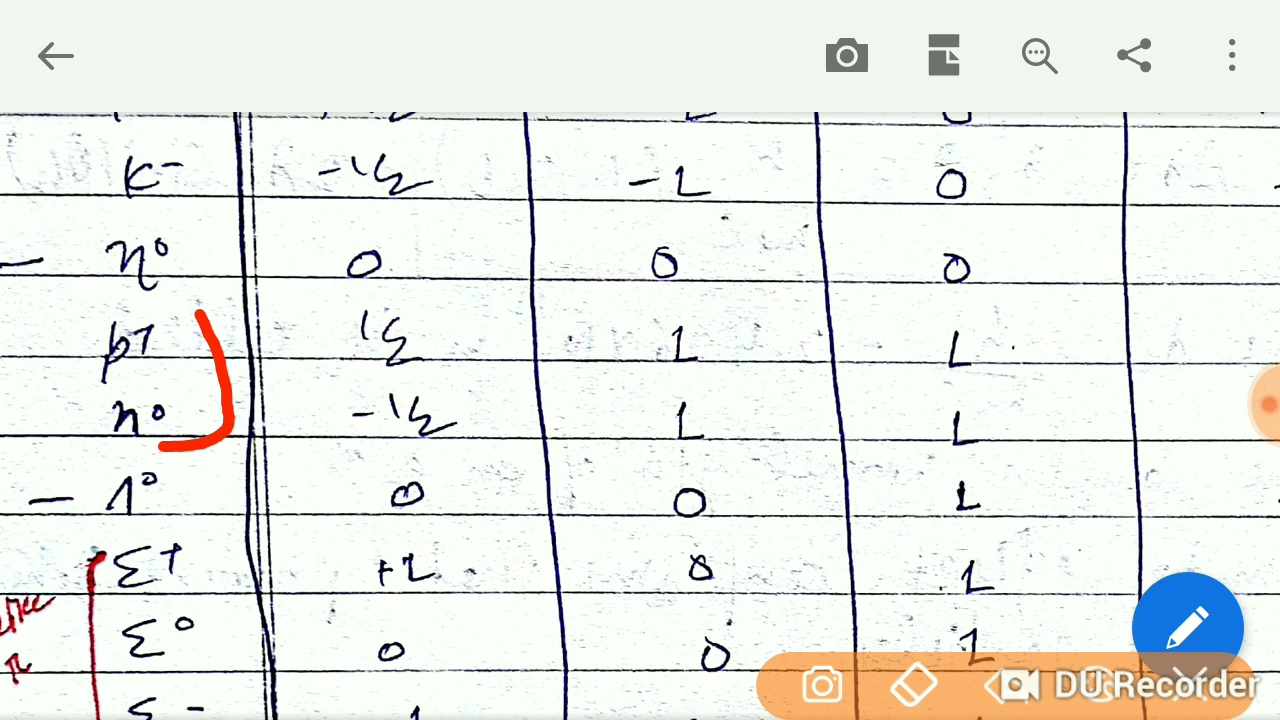 K⁻ -1/2 -1 0
— η⁰ 0 0 0
p+ 1/2 1 1
n⁰ -1/2 1 1
— Λ⁰ 0 0 1
Σ+ +1 0 1
Σ⁰ 0 0 1
Σ -
DU Recorder